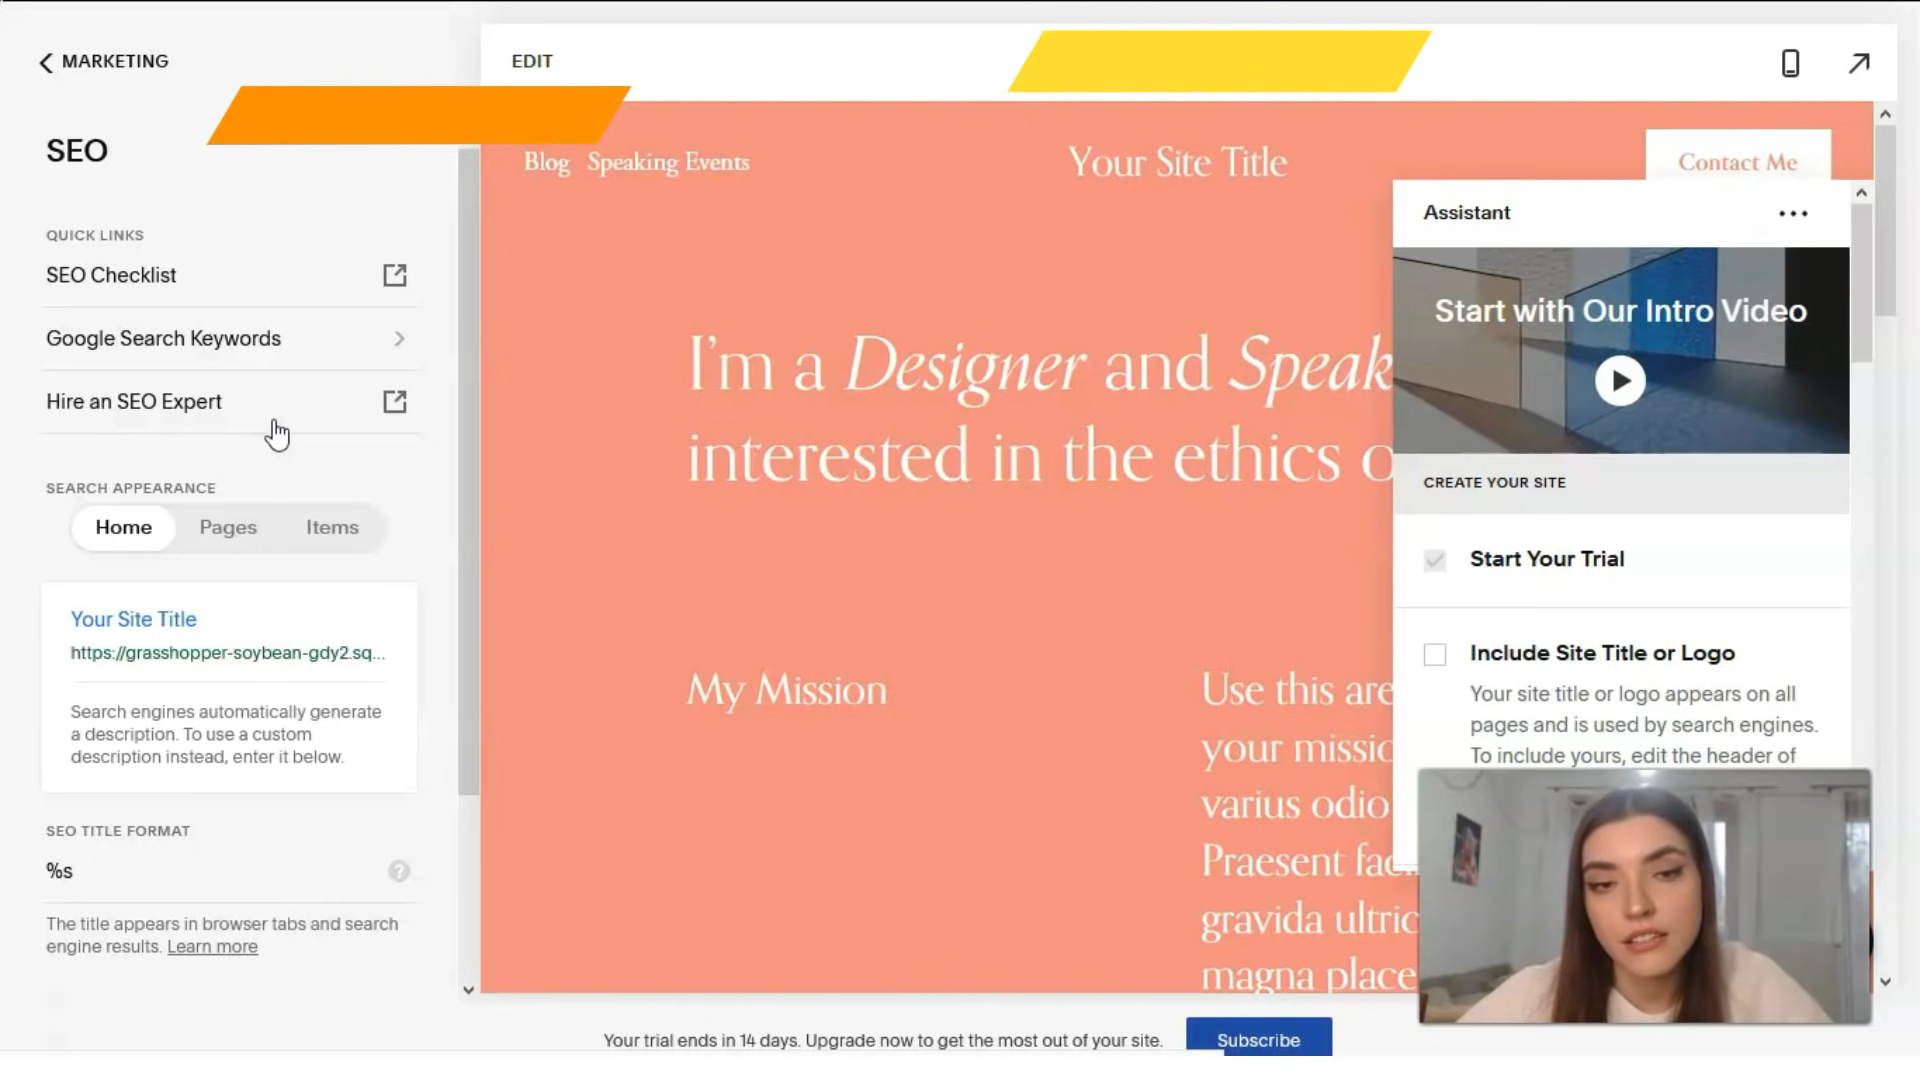 MARKETING
SEO
QUICK LINKS
SEO Checklist
Google Search Keywords
Hire an SEO Expert
SEARCH APPEARANCE
Home Pages Items
Your Site Title
https://grasshopper-soybean-gdy2.sq...
Search engines automatically generate
a description. To use a custom
description instead, enter it below.
SEO TITLE FORMAT
%s
?
The title appears in browser tabs and search
engine results. Learn more
EDIT
Blog Speaking Events
Your Site Title
Contact Me
I'm a Designer and Speak
interested in the ethics o
My Mission
Use this are
your missio
varius odio
Praesent fac
gravida ultric
magna place
Assistant
Start with Our Intro Video
CREATE YOUR SITE
Start Your Trial
Include Site Title or Logo
Your site title or logo appears on all
pages and is used by search engines.
To include yours, edit the header of
Your trial ends in 14 days. Upgrade now to get the most out of your site.
Subscribe